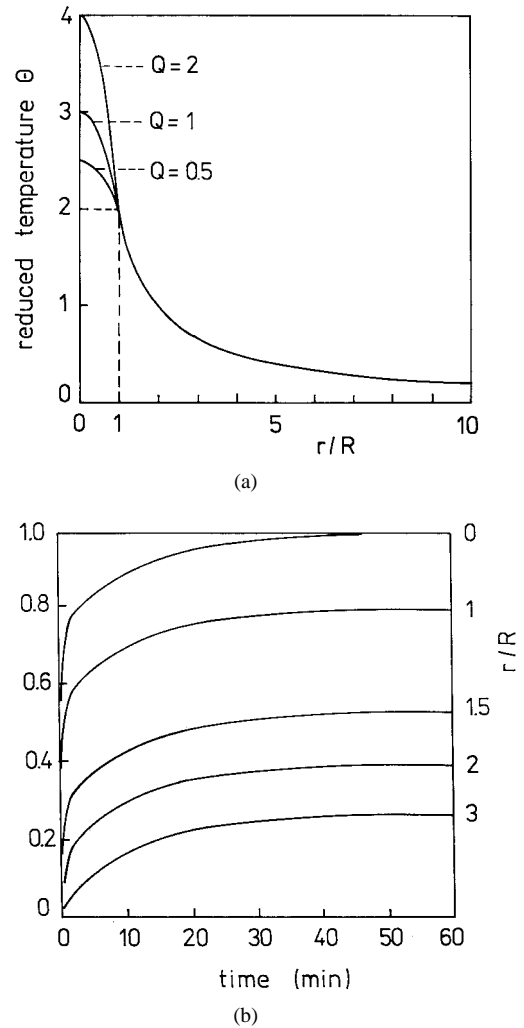 4
3
2
1
0
reduced temperature Θ
Q=2
Q=1
Q=0.5
0 1 5 10
r/R
(a)
1.0
0.8
0.6
0.4
0.2
0
0
1
1.5
2
3
r/R
0 10 20 30 40 50 60
time (min)
(b)